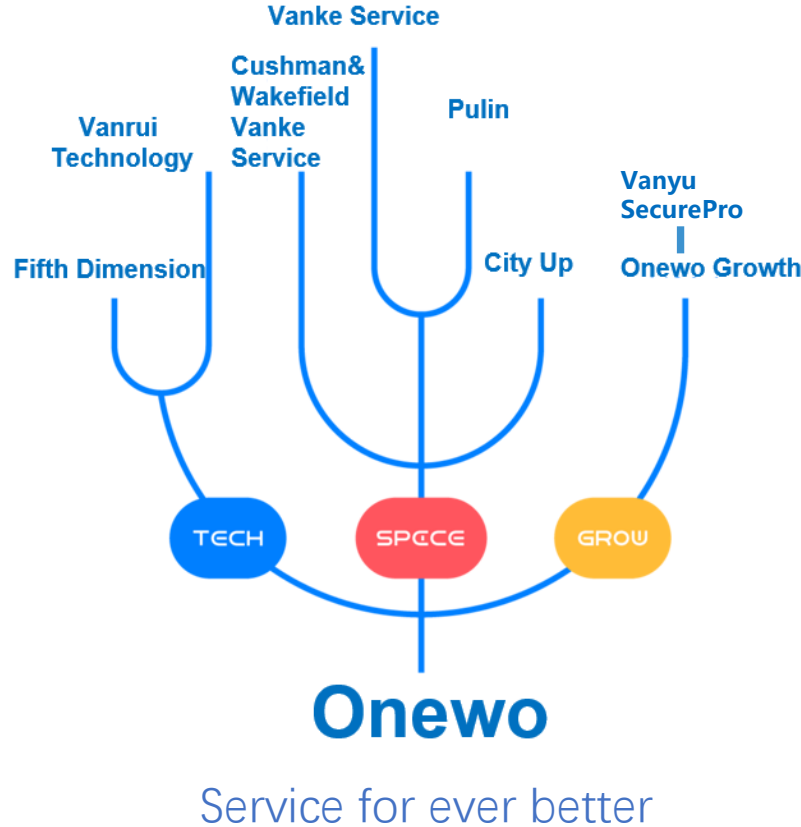 Vanke Service
Cushman&
Wakefield
Vanke
Service
Pulin
Vanrui
Technology
Vanyu
SecurePro
Fifth Dimension
City Up
Onewo Growth
TECH
SPACE
GROW
Onewo
Service for ever better